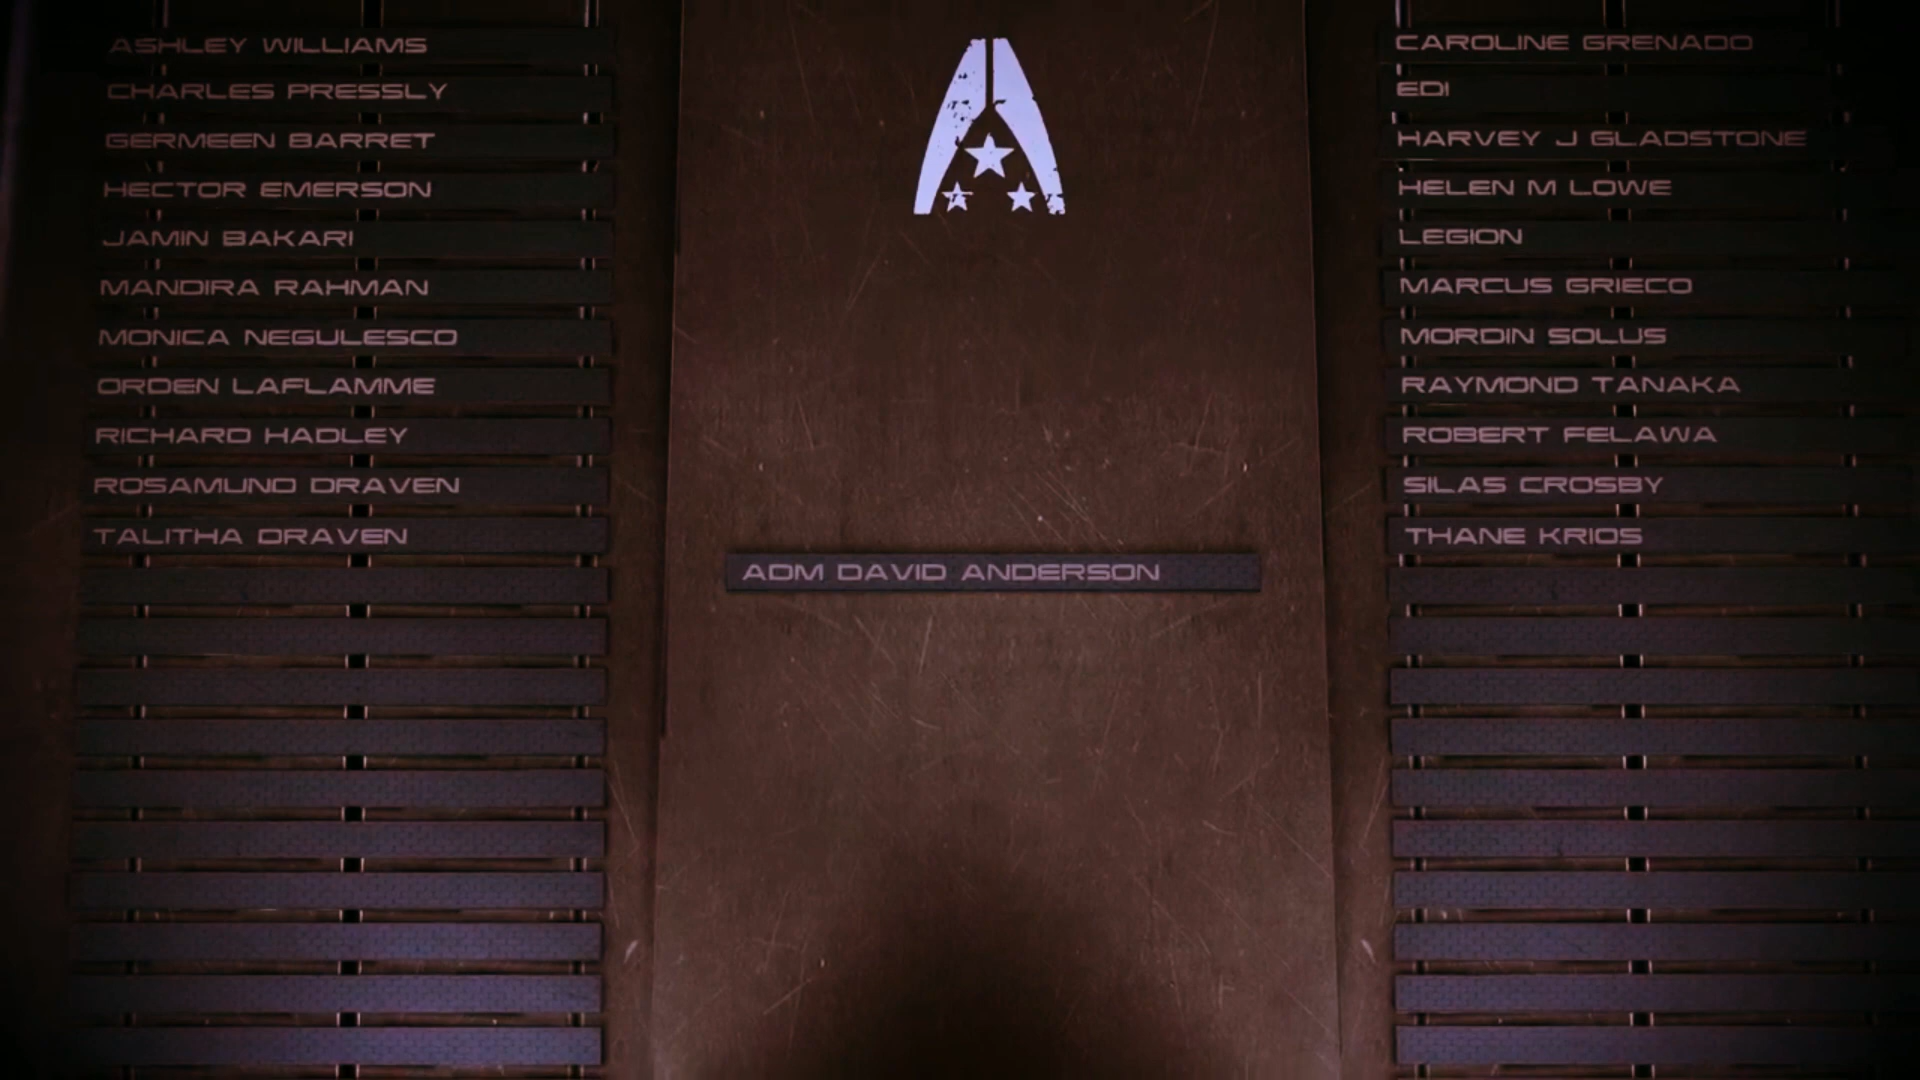 ASHLEY WILLIAMS
CHARLES PRESSLY
GERMEEN BARRET
HECTOR EMERSON
JAMIN BAKARI
MANDIRA RAHMAN
MONICA NEGULESCO
ORDEN LAFLAMME
RICHARD HADLEY
ROSAMUND DRAVEN
TALITHA DRAVEN
ADM DAVID ANDERSON
CAROLINE GRENADO
EDI
HARVEY J GLADSTONE
HELEN M LOWE
LEGION
MARCUS GRIECO
MORDIN SOLUS
RAYMOND TANAKA
ROBERT FELAWA
SILAS CROSBY
THANE KRIOS